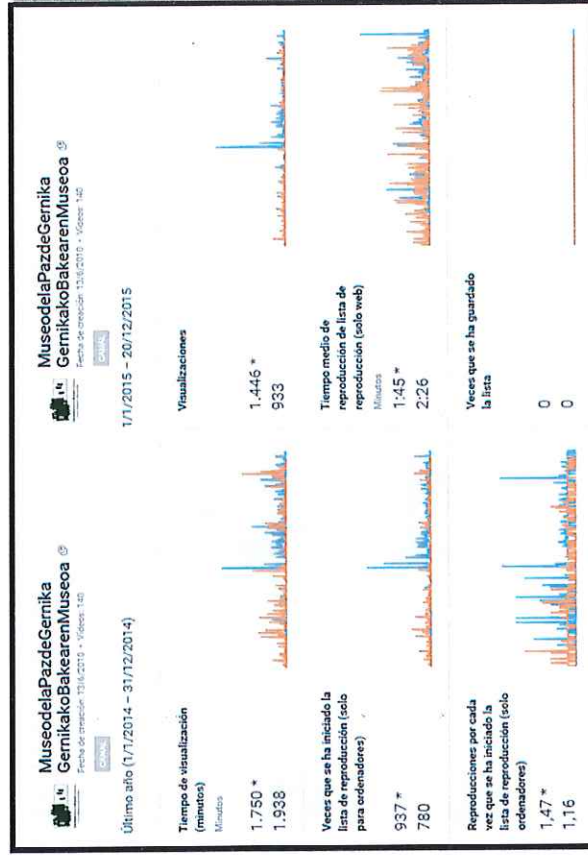 MuseodelaPazdeGernika
GernikakoBakearenMuseoa
Fecha de creación: 13/6/2010 • Vídeos: 140
CANAL
Último año (1/1/2014 – 31/12/2014)
MuseodelaPazdeGernika
GernikakoBakearenMuseoa
Fecha de creación: 13/6/2010 • Vídeos: 140
CANAL
1/1/2015 – 20/12/2015
Tiempo de visualización
(minutos)
Minutos
1.750 *
1.938
Visualizaciones
1.446 *
933
Veces que se ha iniciado la
lista de reproducción (solo
para ordenadores)
937 *
780
Tiempo medio de
reproducción de lista de
reproducción (solo web)
Minutos
1:45 *
2:26
Reproducciones por cada
vez que se ha iniciado la
lista de reproducción (solo
ordenadores)
1,47 *
1,16
Veces que se ha guardado
la lista
0
0